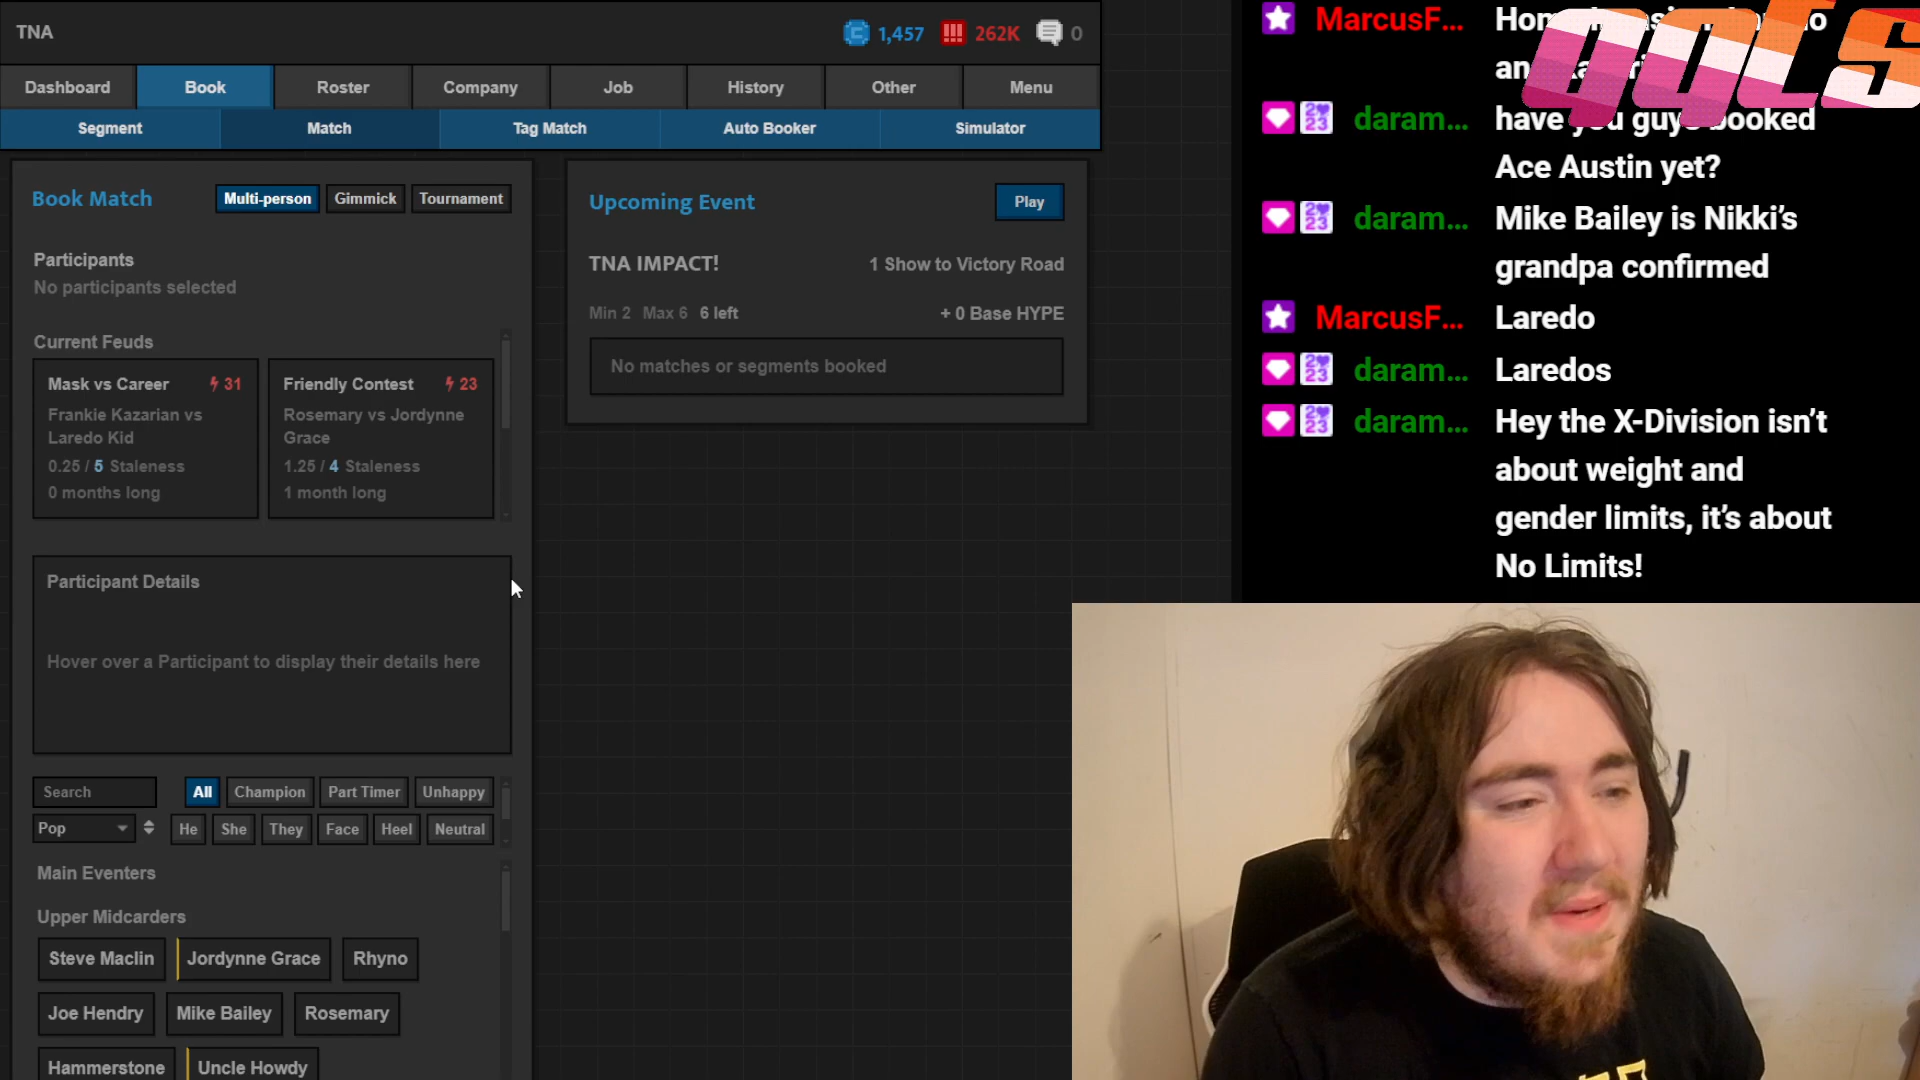 TNA
1,457
262K
0
Dashboard
Book
Roster
Company
Job
History
Other
Menu
Segment
Match
Tag Match
Auto Booker
Simulator
Book Match
Multi-person
Gimmick
Tournament
Participants
No participants selected
Current Feuds
Mask vs Career
31
Frankie Kazarian vs
Laredo Kid
0.25 / 5 Staleness
0 months long
Friendly Contest
23
Rosemary vs Jordynne
Grace
1.25 / 4 Staleness
1 month long
Participant Details
Hover over a Participant to display their details here
Search
All
Champion
Part Timer
Unhappy
Pop
He
She
They
Face
Heel
Neutral
Main Eventers
Upper Midcarders
Steve Maclin
Jordynne Grace
Rhyno
Joe Hendry
Mike Bailey
Rosemary
Hammerstone
Uncle Howdy
Upcoming Event
Play
TNA IMPACT!
1 Show to Victory Road
Min 2 Max 6 6 left
+ 0 Base HYPE
No matches or segments booked
MarcusF...
daram... have you guys booked
Ace Austin yet?
daram... Mike Bailey is Nikki's
grandpa confirmed
MarcusF... Laredo
daram... Laredos
daram... Hey the X-Division isn't
about weight and
gender limits, it's about
No Limits!